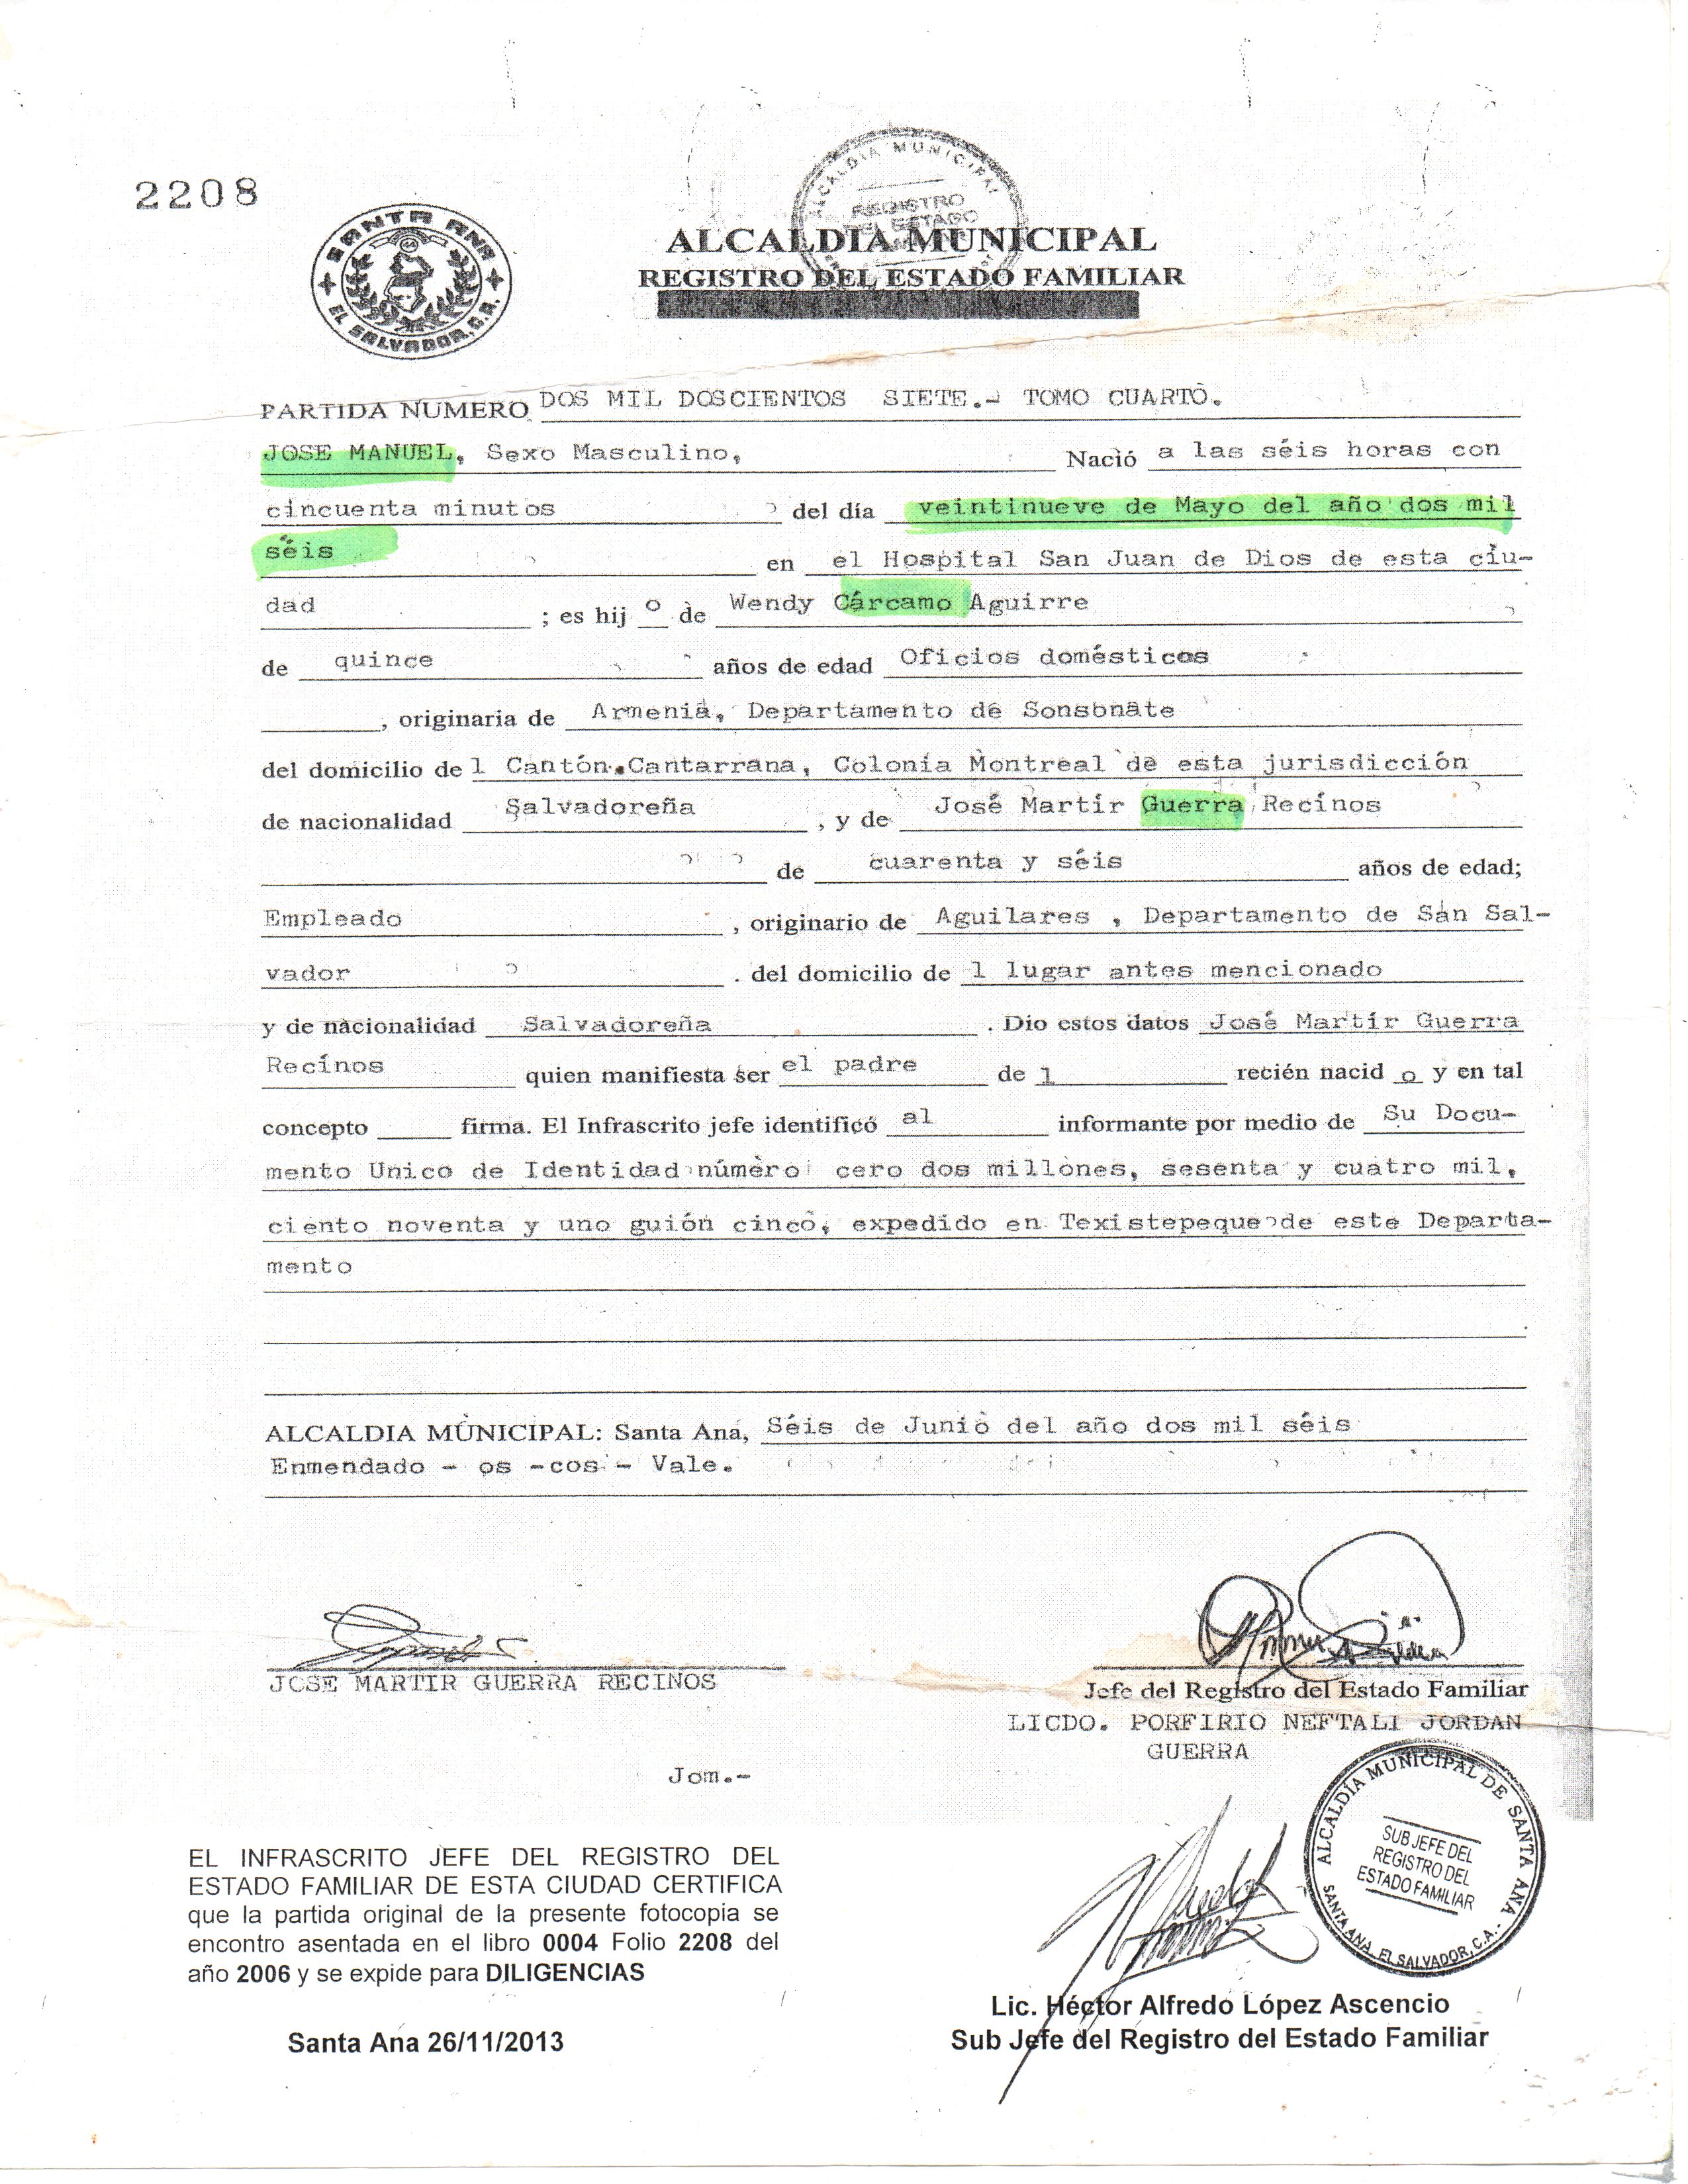 2208
SANTA ANA
EL SALVADOR, C.A.
ALCALDIA MUNICIPAL
REGISTRO DEL ESTADO
ALCALDIA MUNICIPAL
REGISTRO DEL ESTADO FAMILIAR
PARTIDA NUMERO DOS MIL DOSCIENTOS SIETE.- TOMO CUARTO.
JOSE MANUEL, Sexo Masculino, Nació a las séis horas con
cincuenta minutos del día veintinueve de Mayo del año dos mil
séis en el Hospital San Juan de Dios de esta ciu-
dad ; es hij o de Wendy Cárcamo Aguirre
de quince años de edad Oficios domésticos
, originaria de Armenia, Departamento de Sonsonate
del domicilio de l Cantón Cantarrana, Colonia Montreal de esta jurisdicción
de nacionalidad Salvadoreña , y de José Martír Guerra Recínos
de cuarenta y séis años de edad;
Empleado , originario de Aguilares , Departamento de San Sal-
vador . del domicilio de l lugar antes mencionado
y de nacionalidad Salvadoreña . Dio estos datos José Martír Guerra
Recínos quien manifiesta ser el padre de l recién nacid o y en tal
concepto firma. El Infrascrito jefe identificó al informante por medio de Su Docu-
mento Unico de Identidad número cero dos millones, sesenta y cuatro mil,
ciento noventa y uno guión cinco, expedido en Texistepeque de este Departa-
mento
ALCALDIA MUNICIPAL: Santa Ana, Séis de Junio del año dos mil séis
Enmendado - os -cos - Vale.
JOSE MARTIR GUERRA RECINOS
Jefe del Registro del Estado Familiar
LICDO. PORFIRIO NEFTALI JORDAN
GUERRA
Jom.-
EL INFRASCRITO JEFE DEL REGISTRO DEL
ESTADO FAMILIAR DE ESTA CIUDAD CERTIFICA
que la partida original de la presente fotocopia se
encontro asentada en el libro 0004 Folio 2208 del
año 2006 y se expide para DILIGENCIAS
Santa Ana 26/11/2013
ALCALDÍA MUNICIPAL DE SANTA ANA
SUB JEFE DEL
REGISTRO DEL
ESTADO FAMILIAR
SANTA ANA, EL SALVADOR, C.A.
Lic. Héctor Alfredo López Ascencio
Sub Jefe del Registro del Estado Familiar